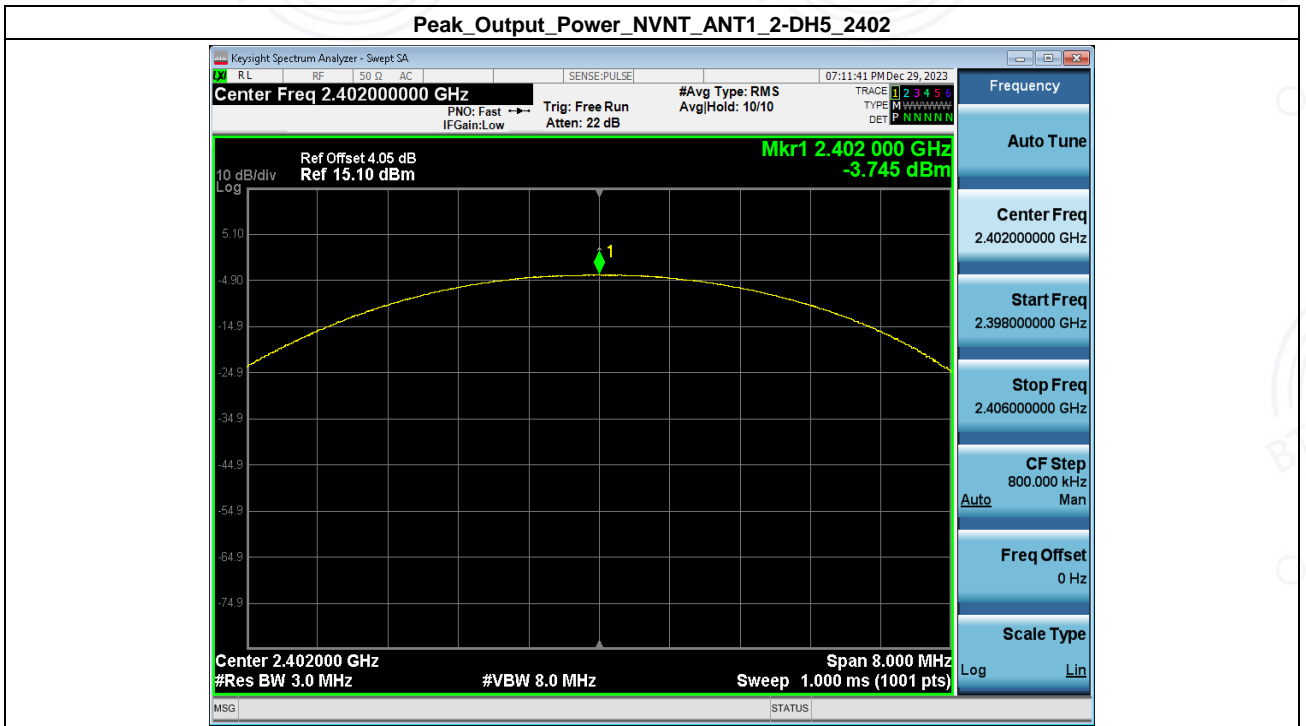 Peak_Output_Power_NVNT_ANT1_2-DH5_2402
Keysight Spectrum Analyzer - Swept SA
LXI RL RF 50 Ω AC SENSE:PULSE 07:11:41 PM Dec 29, 2023
Center Freq 2.402000000 GHz
PNO: Fast
IFGain:Low
Trig: Free Run
Atten: 22 dB
#Avg Type: RMS
Avg|Hold: 10/10
TRACE 1 2 3 4 5 6
TYPE M WWWWW
DET P N N N N N
Frequency
Mkr1 2.402 000 GHz
-3.745 dBm
Ref Offset 4.05 dB
10 dB/div Ref 15.10 dBm
Log
1
5.10
-4.90
-14.9
-24.9
-34.9
-44.9
-54.9
-64.9
-74.9
Center 2.402000 GHz Span 8.000 MHz
#Res BW 3.0 MHz #VBW 8.0 MHz Sweep 1.000 ms (1001 pts)
MSG STATUS
Auto Tune
Center Freq
2.402000000 GHz
Start Freq
2.398000000 GHz
Stop Freq
2.406000000 GHz
CF Step
800.000 kHz
Auto Man
Freq Offset
0 Hz
Scale Type
Log Lin